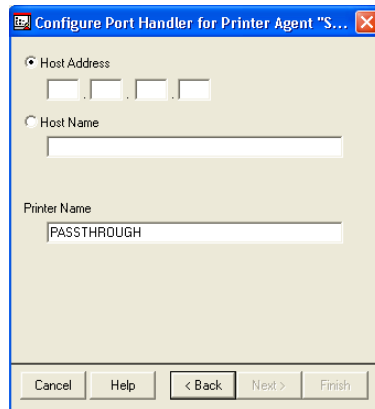 Configure Port Handler for Printer Agent "S...
Host Address
. . .
Host Name
Printer Name
PASSTHROUGH
Cancel Help < Back Next > Finish